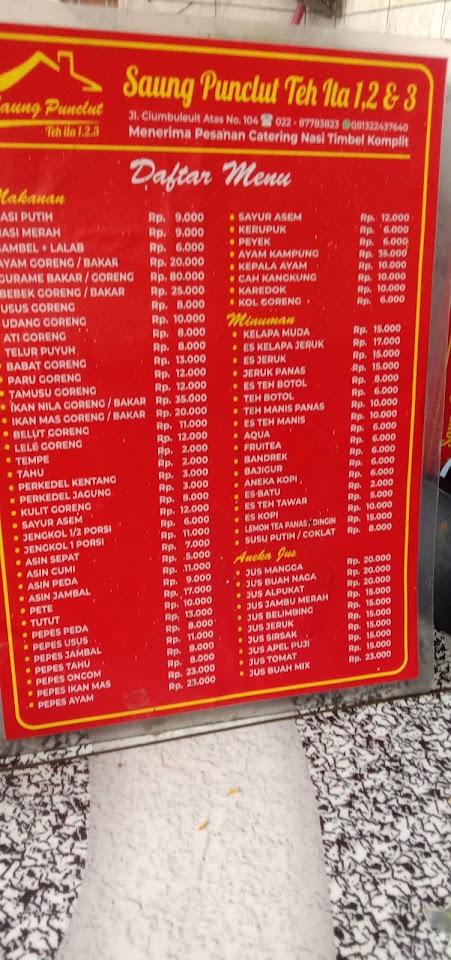 Saung Punclut
Teh Ita 1.2.3
Saung Punclut Teh Ita 1,2 & 3
Jl. Ciumbuleuit Atas No. 104 022 - 87783823 081322437640
Menerima Pesanan Catering Nasi Timbel Komplit
Daftar Menu
Makanan
NASI PUTIH Rp. 9.000
NASI MERAH Rp. 9.000
SAMBEL + LALAB Rp. 6.000
AYAM GORENG / BAKAR Rp. 20.000
GURAME BAKAR / GORENG Rp. 80.000
BEBEK GORENG / BAKAR Rp. 25.000
USUS GORENG Rp. 8.000
UDANG GORENG Rp. 10.000
ATI GORENG Rp. 8.000
TELUR PUYUH Rp. 8.000
BABAT GORENG Rp. 13.000
PARU GORENG Rp. 12.000
TAMUSU GORENG Rp. 12.000
IKAN NILA GORENG / BAKAR Rp. 35.000
IKAN MAS GORENG / BAKAR Rp. 20.000
BELUT GORENG Rp. 11.000
LELE GORENG Rp. 12.000
TEMPE Rp. 2.000
TAHU Rp. 2.000
PERKEDEL KENTANG Rp. 3.000
PERKEDEL JAGUNG Rp. 3.000
KULIT GORENG Rp. 8.000
SAYUR ASEM Rp. 12.000
JENGKOL 1/2 PORSI Rp. 6.000
JENGKOL 1 PORSI Rp. 11.000
ASIN SEPAT Rp. 7.000
ASIN CUMI Rp. 5.000
ASIN PEDA Rp. 11.000
ASIN JAMBAL Rp. 9.000
PETE Rp. 17.000
TUTUT Rp. 10.000
PEPES PEDA Rp. 13.000
PEPES USUS Rp. 8.000
PEPES JAMBAL Rp. 11.000
PEPES TAHU Rp. 8.000
PEPES ONCOM Rp. 8.000
PEPES IKAN MAS Rp. 23.000
PEPES AYAM Rp. 23.000
SAYUR ASEM Rp. 12.000
KERUPUK Rp. 6.000
PEYEK Rp. 6.000
AYAM KAMPUNG Rp. 35.000
KEPALA AYAM Rp. 10.000
CAH KANGKUNG Rp. 10.000
KAREDOK Rp. 10.000
KOL GORENG Rp. 6.000
Minuman
KELAPA MUDA Rp. 15.000
ES KELAPA JERUK Rp. 17.000
ES JERUK Rp. 15.000
JERUK PANAS Rp. 15.000
ES TEH BOTOL Rp. 8.000
TEH BOTOL Rp. 6.000
TEH MANIS PANAS Rp. 10.000
ES TEH MANIS Rp. 10.000
AQUA Rp. 6.000
FRUITEA Rp. 6.000
BANDREK Rp. 6.000
BAJIGUR Rp. 6.000
ANEKA KOPI Rp. 6.000
ES BATU Rp. 2.000
ES TEH TAWAR Rp. 5.000
ES KOPI Rp. 10.000
LEMON TEA PANAS / DINGIN Rp. 15.000
SUSU PUTIH / COKLAT Rp. 8.000
Aneka Jus
JUS MANGGA Rp. 20.000
JUS BUAH NAGA Rp. 20.000
JUS ALPUKAT Rp. 20.000
JUS JAMBU MERAH Rp. 15.000
JUS BELIMBING Rp. 15.000
JUS JERUK Rp. 15.000
JUS SIRSAK Rp. 15.000
JUS APEL PUJI Rp. 15.000
JUS TOMAT Rp. 15.000
JUS BUAH MIX Rp. 23.000